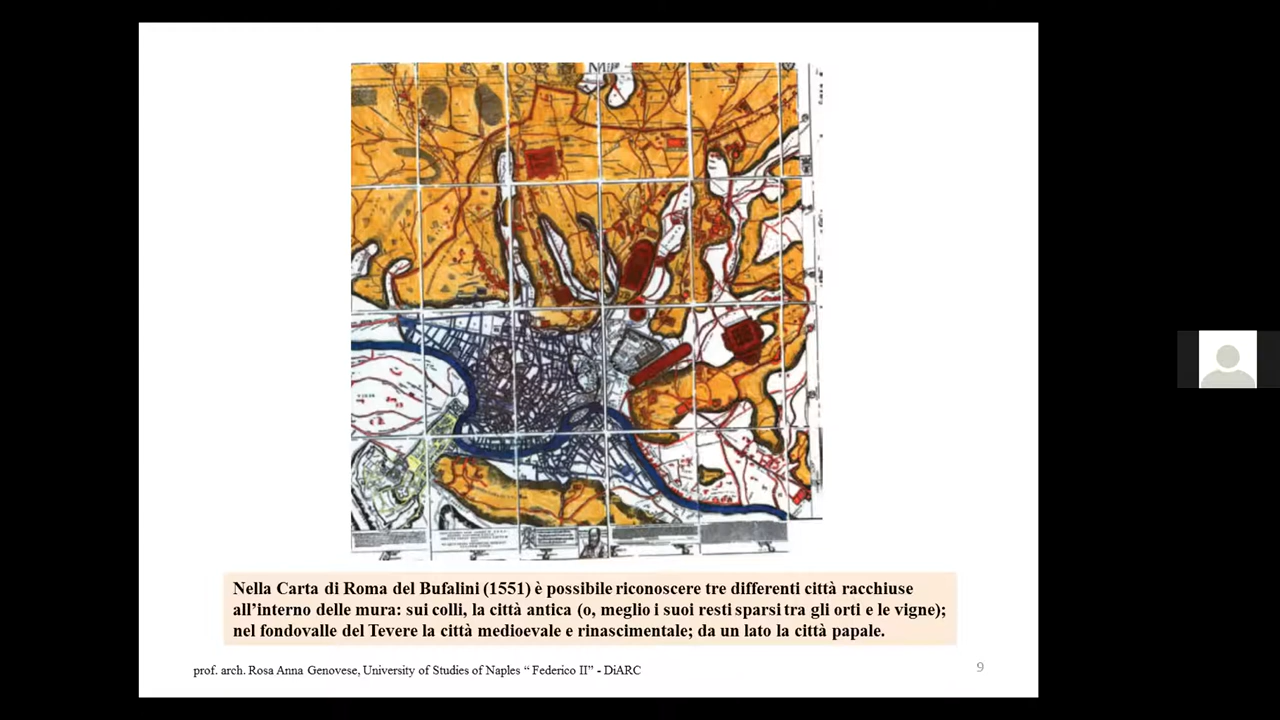 R O M A
Nella Carta di Roma del Bufalini (1551) è possibile riconoscere tre differenti città racchiuse
all’interno delle mura: sui colli, la città antica (o, meglio i suoi resti sparsi tra gli orti e le vigne);
nel fondovalle del Tevere la città medioevale e rinascimentale; da un lato la città papale.
prof. arch. Rosa Anna Genovese, University of Studies of Naples “ Federico II” - DiARC
9